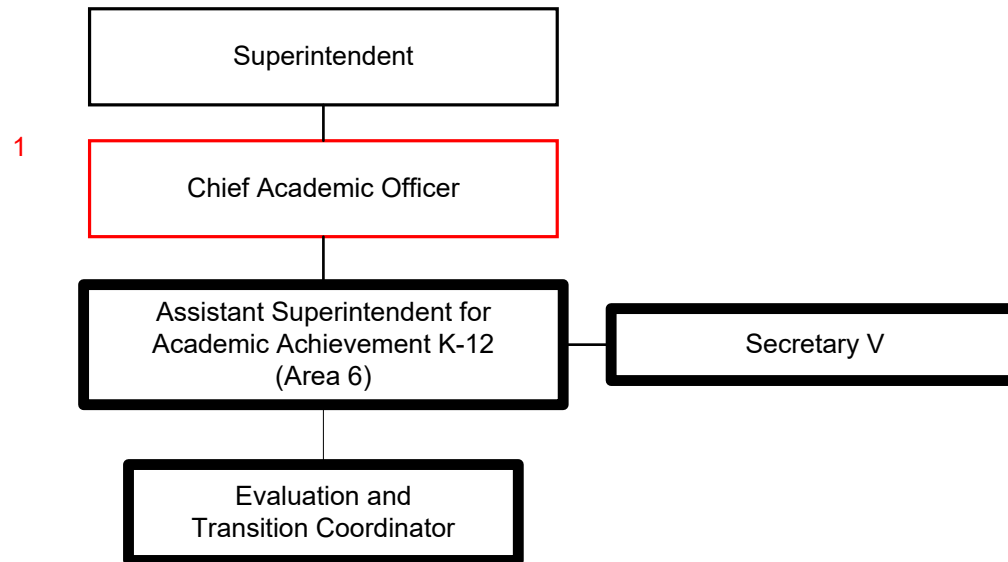 Superintendent
1
Chief Academic Officer
Assistant Superintendent for
Academic Achievement K-12
(Area 6)
Secretary V
Evaluation and
Transition Coordinator